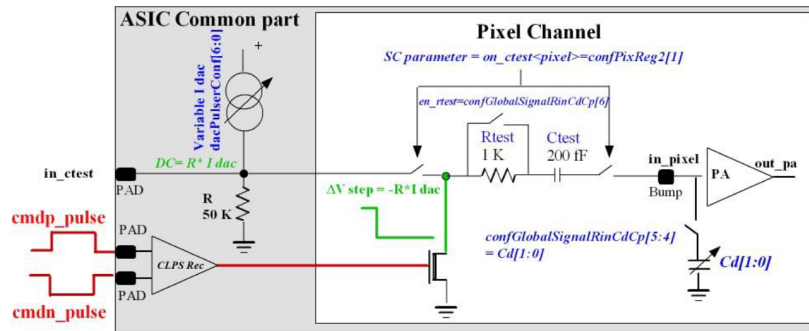 ASIC Common part
Pixel Channel
SC parameter = on_ctest<pixel>=confPixReg2[1]
+
Variable I dac
dacPulserConf[6:0]
en_rtest=confGlobalSignalRinCdCp[6]
Rtest
1 K
Ctest
200 fF
in_ctest
PAD
DC= R* I dac
R
50 K
ΔV step = -R*I dac
in_pixel
Bump
PA
out_pa
cmdp_pulse
PAD
CLPS Rec
cmdn_pulse
PAD
confGlobalSignalRinCdCp[5:4]
= Cd[1:0]
Cd[1:0]